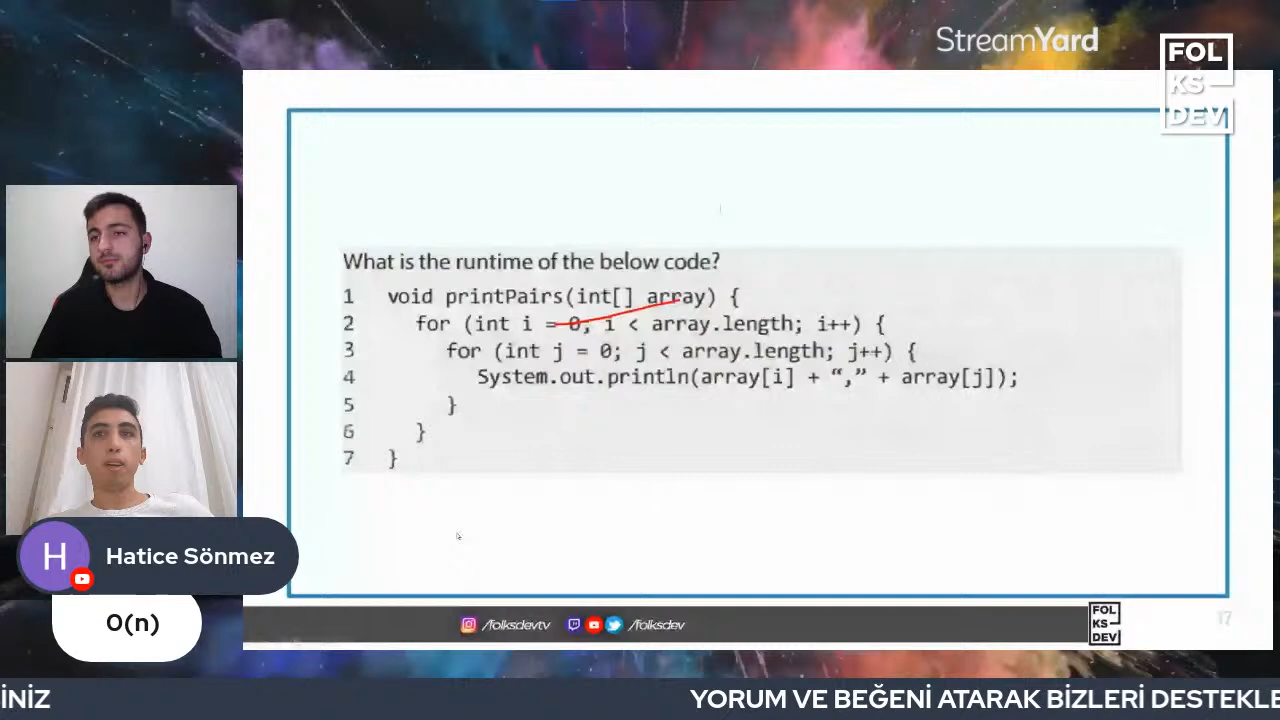 StreamYard
FOL
KS
DEV
What is the runtime of the below code?
1 void printPairs(int[] array) {
2 for (int i = 0; i < array.length; i++) {
3 for (int j = 0; j < array.length; j++) {
4 System.out.println(array[i] + “,” + array[j]);
5 }
6 }
7 }
H
Hatice Sönmez
O(n)
/folksdevtv
/folksdev
FOL
KS
DEV
17
İNİZ
YORUM VE BEĞENİ ATARAK BİZLERİ DESTEKLE